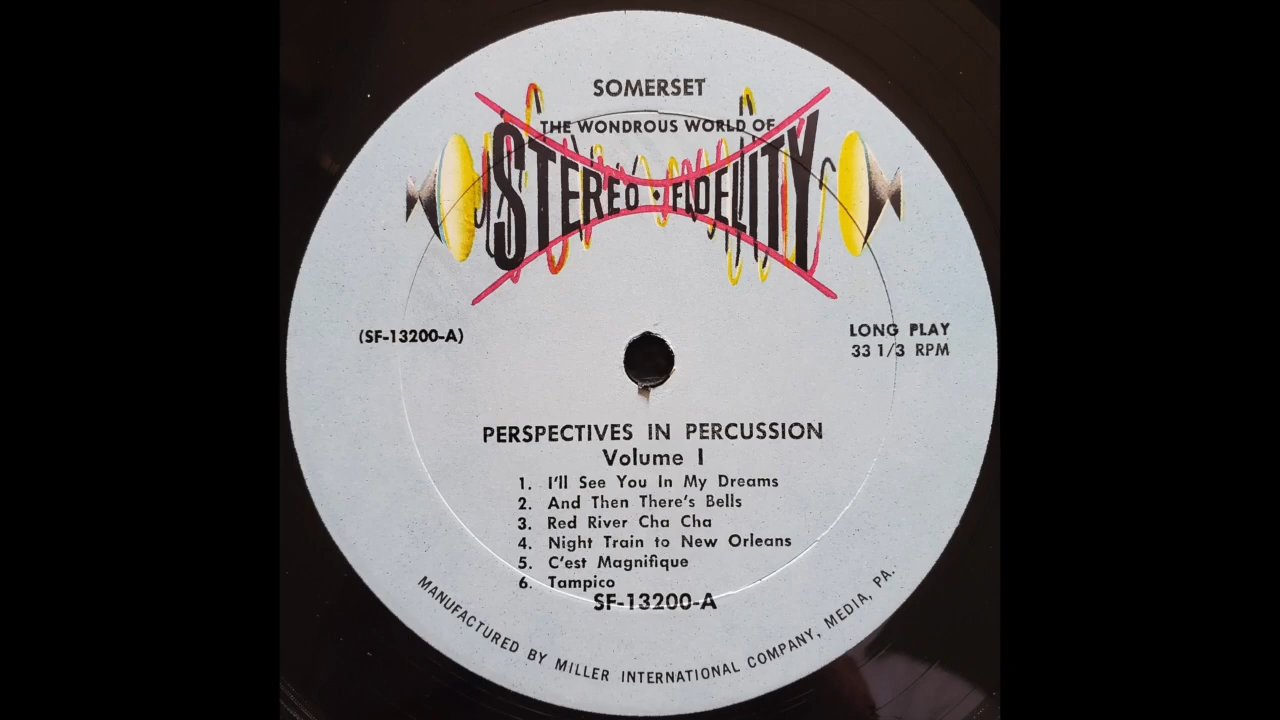 SOMERSET
THE WONDROUS WORLD OF
STEREO · FIDELITY
(SF-13200-A)
LONG PLAY
33 1/3 RPM
PERSPECTIVES IN PERCUSSION
Volume I
1. I'll See You In My Dreams
2. And Then There's Bells
3. Red River Cha Cha
4. Night Train to New Orleans
5. C'est Magnifique
6. Tampico
SF-13200-A
MANUFACTURED BY MILLER INTERNATIONAL COMPANY, MEDIA, PA.